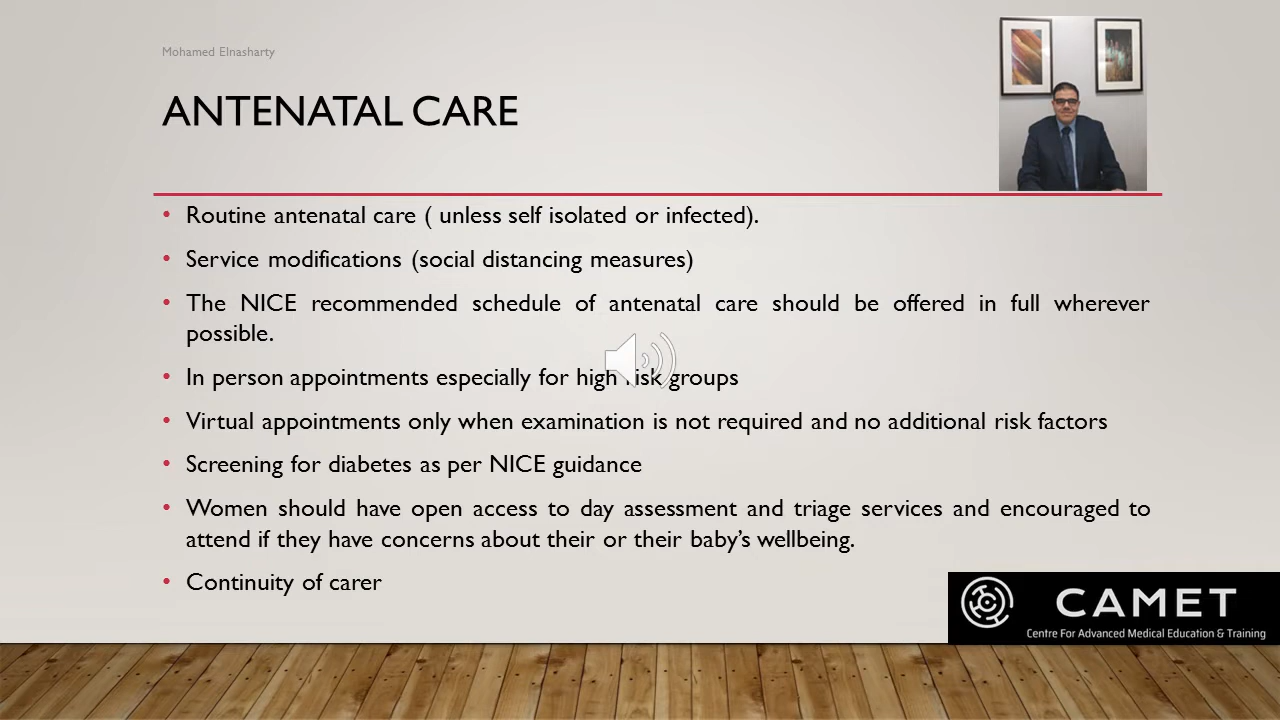 Mohamed Elnasharty
ANTENATAL CARE
• Routine antenatal care ( unless self isolated or infected).
• Service modifications (social distancing measures)
• The NICE recommended schedule of antenatal care should be offered in full wherever
possible.
• In person appointments especially for high risk groups
• Virtual appointments only when examination is not required and no additional risk factors
• Screening for diabetes as per NICE guidance
• Women should have open access to day assessment and triage services and encouraged to
attend if they have concerns about their or their baby’s wellbeing.
• Continuity of carer
CAMET
Centre For Advanced Medical Education & Training